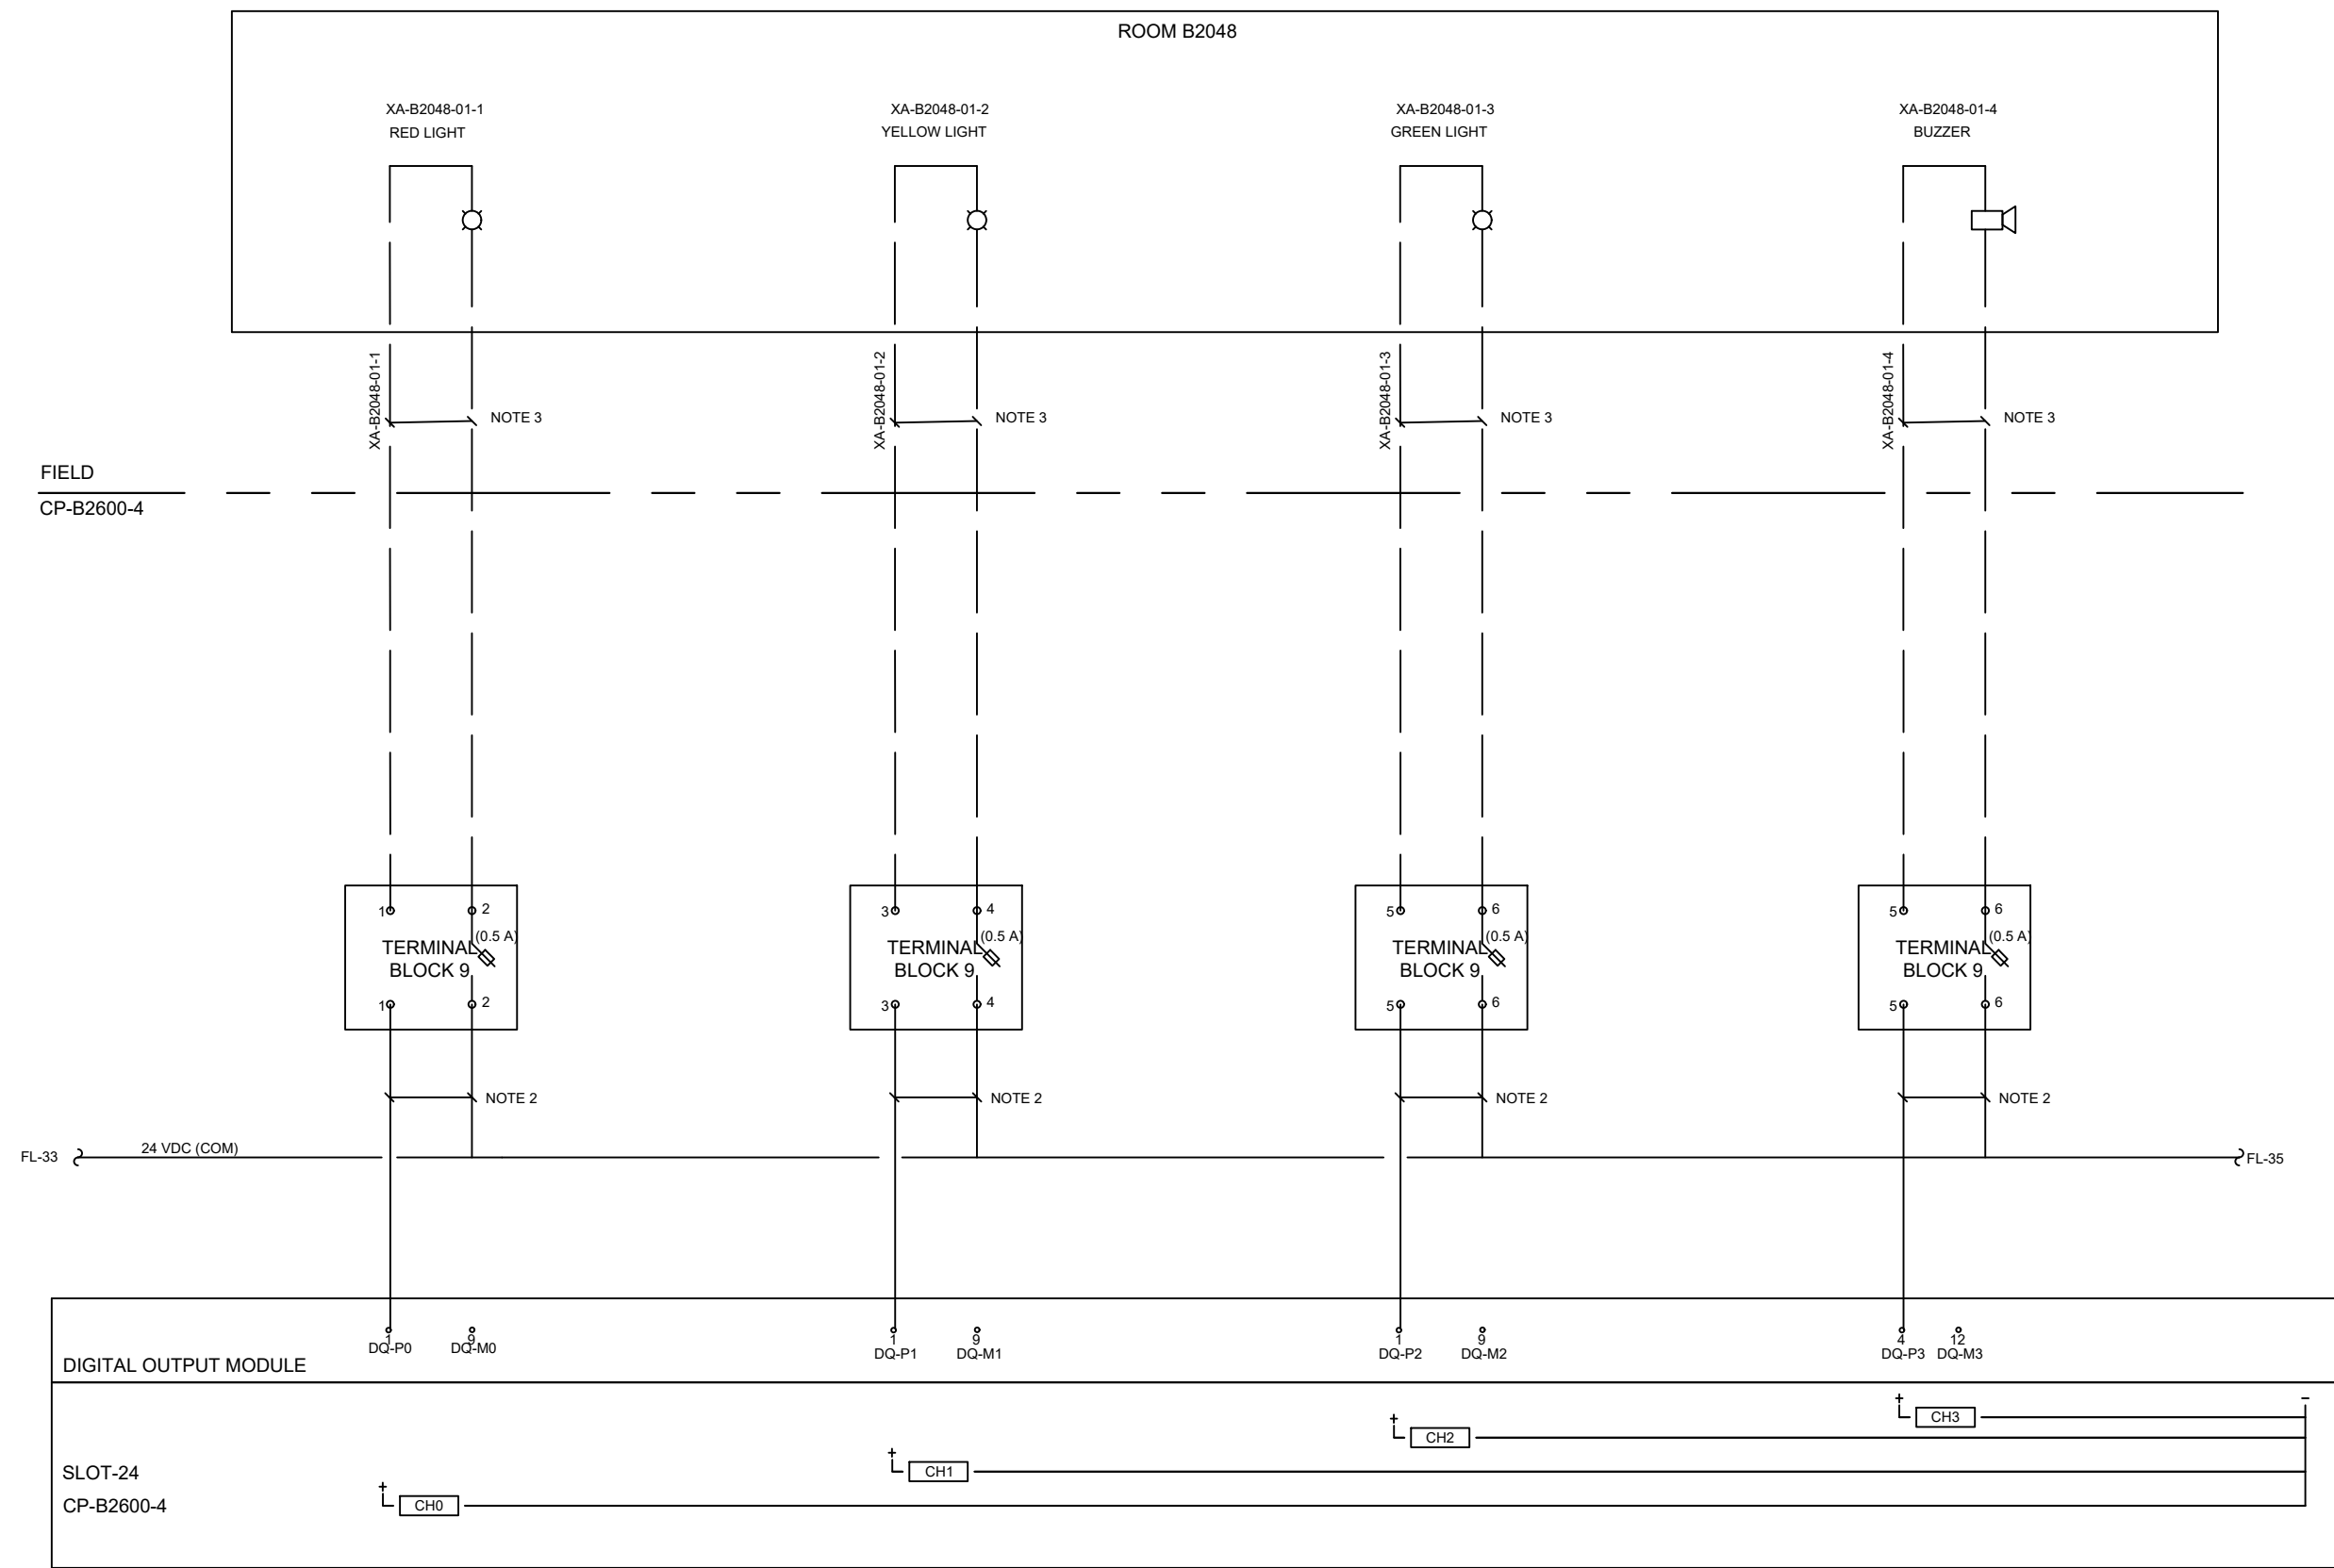 ROOM B2048
XA-B2048-01-1
RED LIGHT
XA-B2048-01-2
YELLOW LIGHT
XA-B2048-01-3
GREEN LIGHT
XA-B2048-01-4
BUZZER
XA-B2048-01-1
NOTE 3
XA-B2048-01-2
NOTE 3
XA-B2048-01-3
NOTE 3
XA-B2048-01-4
NOTE 3
FIELD
CP-B2600-4
1
2
(0.5 A)
TERMINAL
BLOCK 9
1
2
3
4
(0.5 A)
TERMINAL
BLOCK 9
3
4
5
6
(0.5 A)
TERMINAL
BLOCK 9
5
6
5
6
(0.5 A)
TERMINAL
BLOCK 9
5
6
NOTE 2
NOTE 2
NOTE 2
NOTE 2
FL-33
24 VDC (COM)
FL-35
1
DQ-P0
9
DQ-M0
1
DQ-P1
9
DQ-M1
1
DQ-P2
9
DQ-M2
4
DQ-P3
12
DQ-M3
DIGITAL OUTPUT MODULE
+
CH3
-
+
CH2
+
CH1
SLOT-24
+
CH0
CP-B2600-4